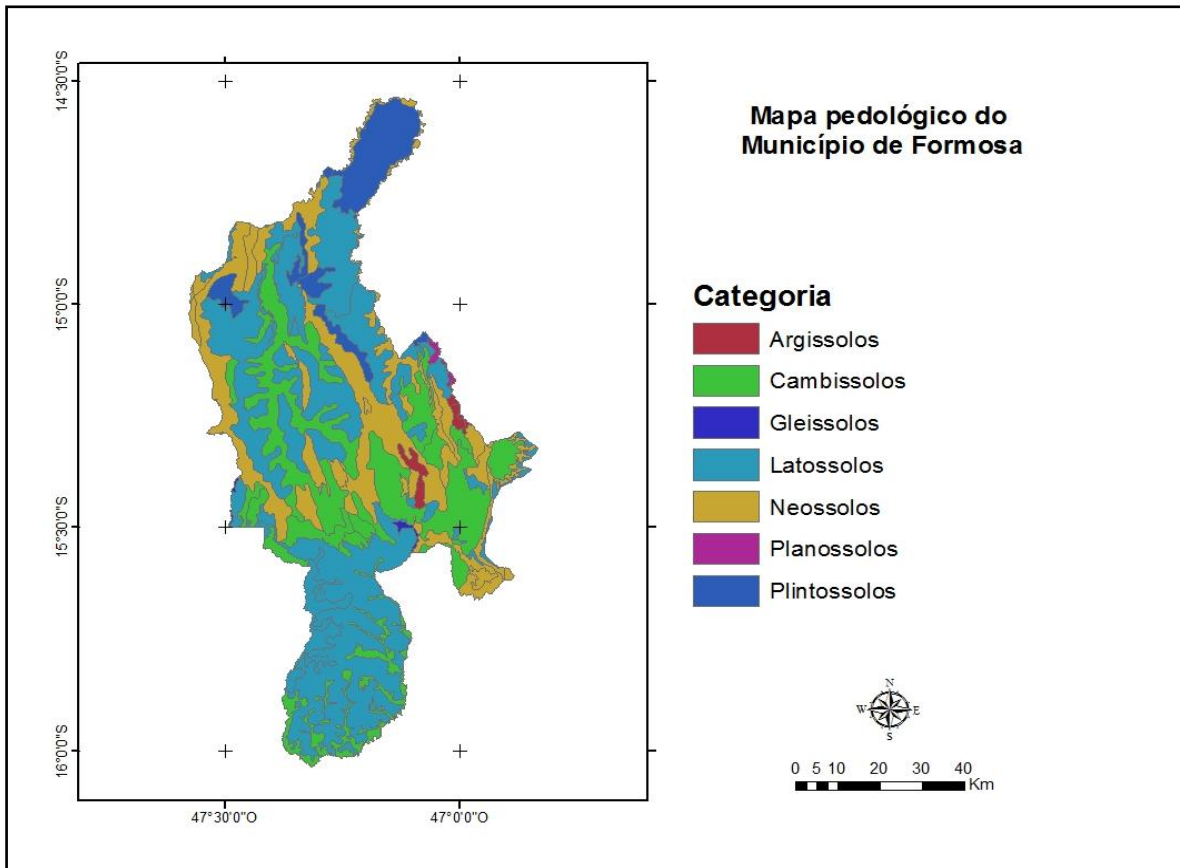 Mapa pedológico do
Município de Formosa
14°30'0"S
15°0'0"S
15°30'0"S
16°0'0"S
47°30'0"O
47°0'0"O
Categoria
Argissolos
Cambissolos
Gleissolos
Latossolos
Neossolos
Planossolos
Plintossolos
N
W E
S
0 5 10 20 30 40
Km